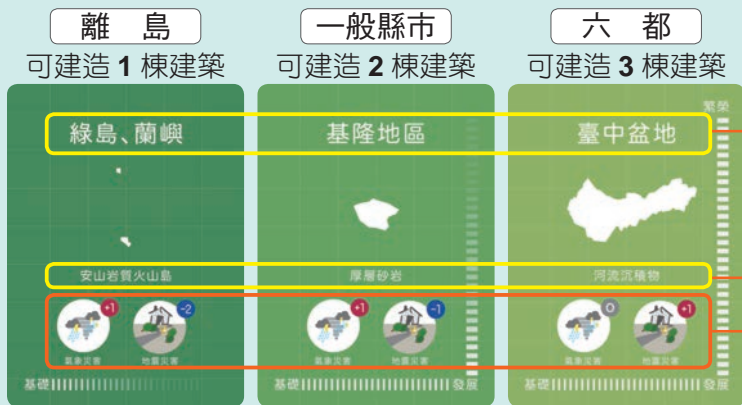 離島
可建造 1 棟建築
綠島、蘭嶼
安山岩質火山島
+1
-2
氣象災害
地震災害
基礎
一般縣市
可建造 2 棟建築
基隆地區
厚層砂岩
+1
-1
氣象災害
地震災害
基礎
發展
六都
可建造 3 棟建築
繁榮
臺中盆地
河流沉積物
0
+1
氣象災害
地震災害
基礎
發展